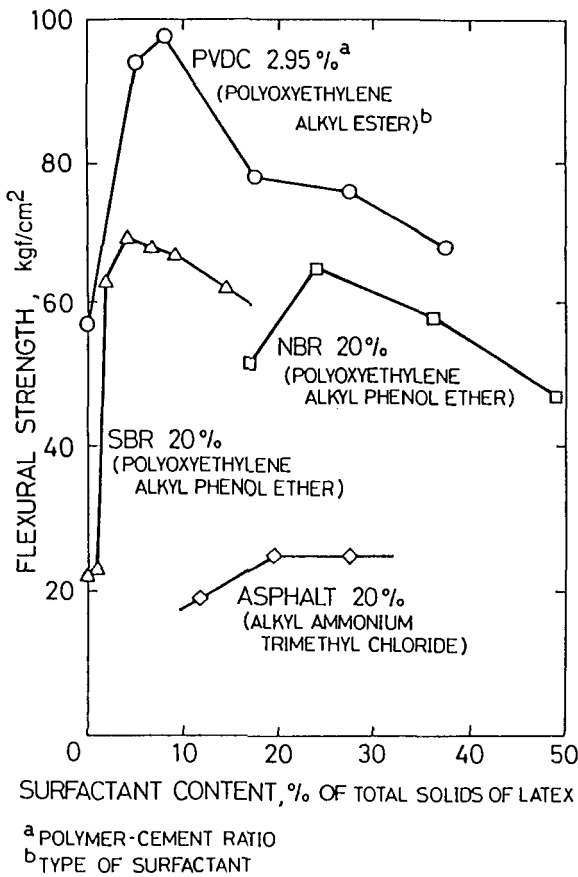 100
80
60
40
20
0
10
20
30
40
50
FLEXURAL STRENGTH, kgf/cm²
PVDC 2.95%ᵃ
(POLYOXYETHYLENE
ALKYL ESTER)ᵇ
NBR 20%
(POLYOXYETHYLENE
ALKYL PHENOL ETHER)
SBR 20%
(POLYOXYETHYLENE
ALKYL PHENOL ETHER)
ASPHALT 20%
(ALKYL AMMONIUM
TRIMETHYL CHLORIDE)
SURFACTANT CONTENT, % OF TOTAL SOLIDS OF LATEX
ᵃ POLYMER-CEMENT RATIO
ᵇ TYPE OF SURFACTANT